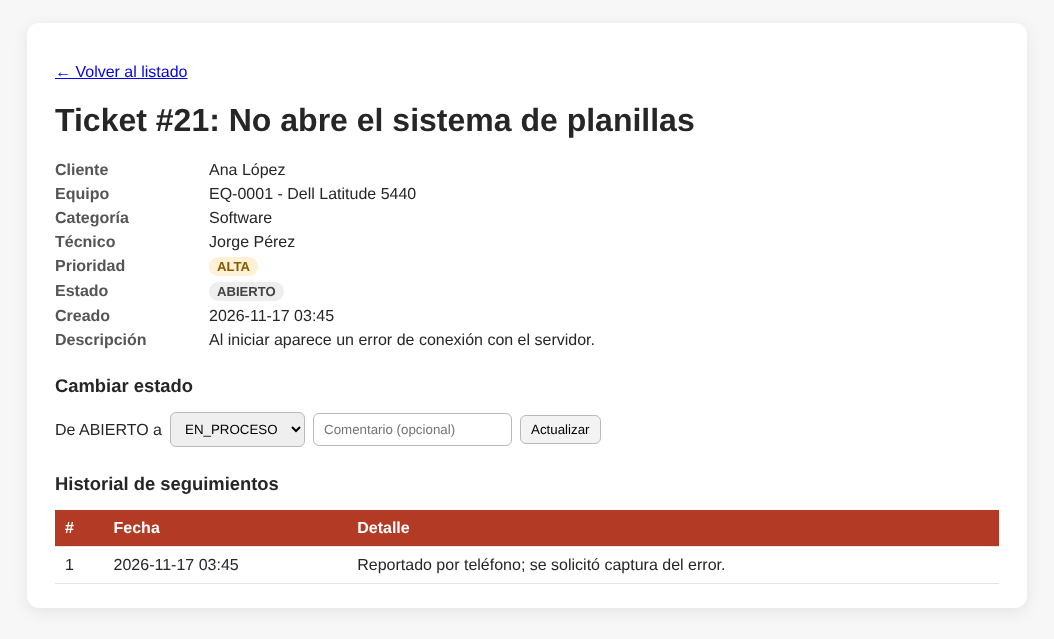 ← Volver al listado
Ticket #21: No abre el sistema de planillas
Cliente Ana López
Equipo EQ-0001 - Dell Latitude 5440
Categoría Software
Técnico Jorge Pérez
Prioridad ALTA
Estado ABIERTO
Creado 2026-11-17 03:45
Descripción Al iniciar aparece un error de conexión con el servidor.
Cambiar estado
De ABIERTO a EN_PROCESO Comentario (opcional) Actualizar
Historial de seguimientos
# Fecha Detalle
1 2026-11-17 03:45 Reportado por teléfono; se solicitó captura del error.